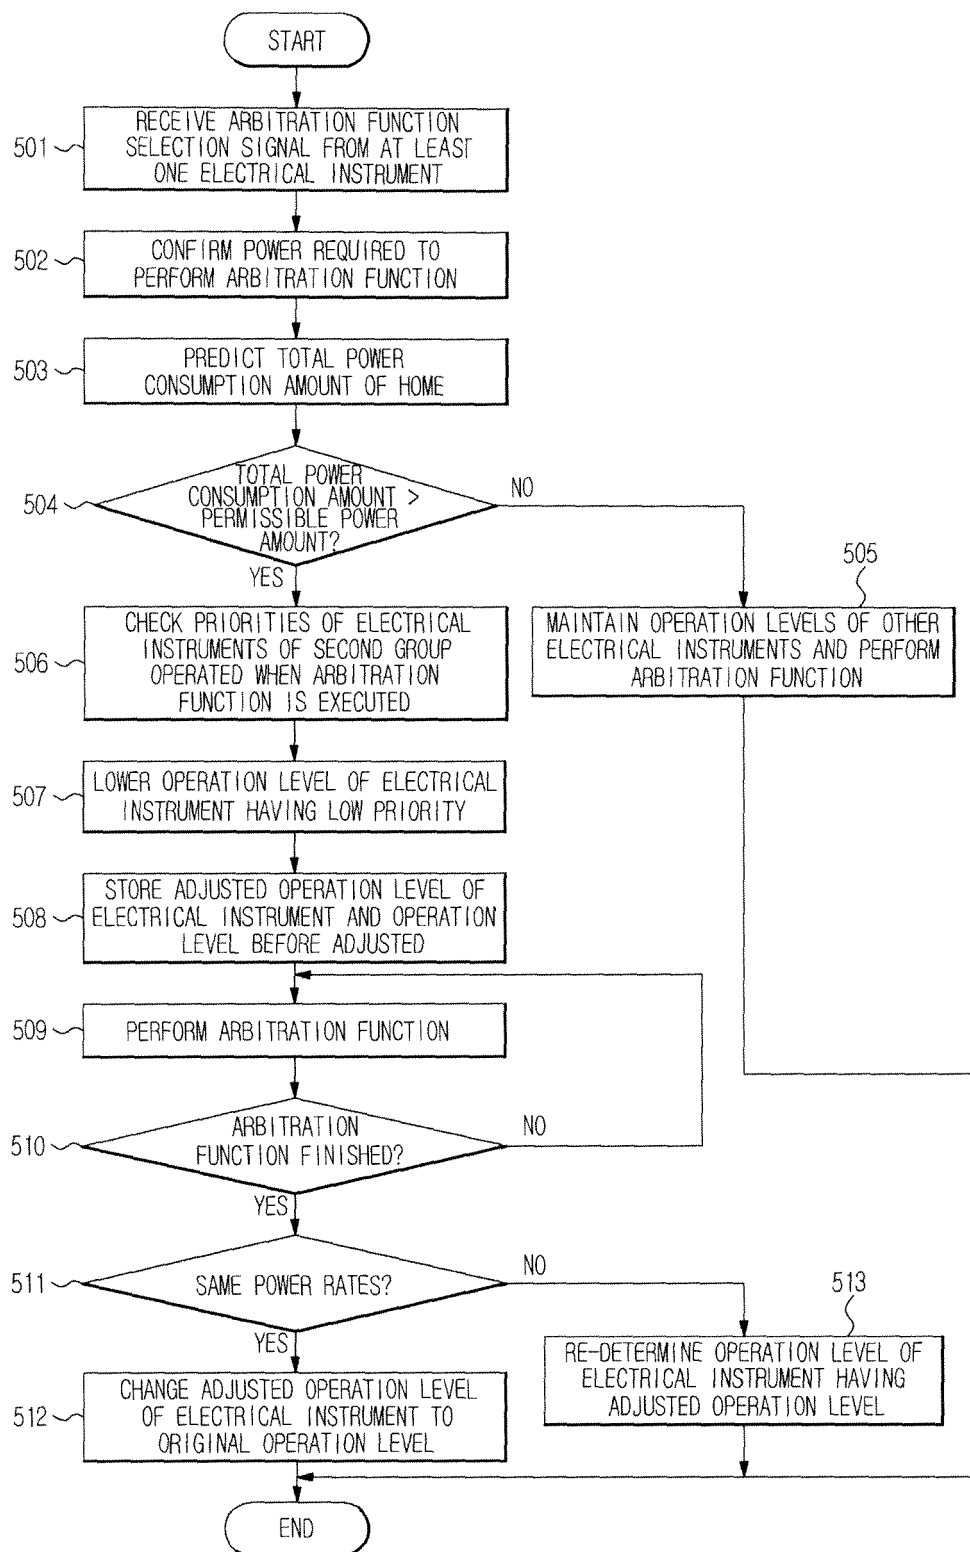 START
501
RECEIVE ARBITRATION FUNCTION
SELECTION SIGNAL FROM AT LEAST
ONE ELECTRICAL INSTRUMENT
502
CONFIRM POWER REQUIRED TO
PERFORM ARBITRATION FUNCTION
503
PREDICT TOTAL POWER
CONSUMPTION AMOUNT OF HOME
504
TOTAL POWER
CONSUMPTION AMOUNT >
PERMISSIBLE POWER
AMOUNT?
NO
YES
505
MAINTAIN OPERATION LEVELS OF OTHER
ELECTRICAL INSTRUMENTS AND PERFORM
ARBITRATION FUNCTION
506
CHECK PRIORITIES OF ELECTRICAL
INSTRUMENTS OF SECOND GROUP
OPERATED WHEN ARBITRATION
FUNCTION IS EXECUTED
507
LOWER OPERATION LEVEL OF ELECTRICAL
INSTRUMENT HAVING LOW PRIORITY
508
STORE ADJUSTED OPERATION LEVEL OF
ELECTRICAL INSTRUMENT AND OPERATION
LEVEL BEFORE ADJUSTED
509
PERFORM ARBITRATION FUNCTION
510
ARBITRATION
FUNCTION FINISHED?
NO
YES
511
SAME POWER RATES?
NO
YES
513
RE-DETERMINE OPERATION LEVEL OF
ELECTRICAL INSTRUMENT HAVING
ADJUSTED OPERATION LEVEL
512
CHANGE ADJUSTED OPERATION LEVEL
OF ELECTRICAL INSTRUMENT TO
ORIGINAL OPERATION LEVEL
END